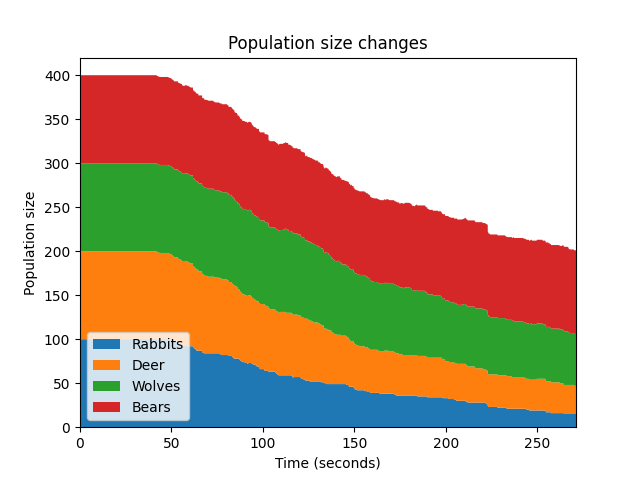 Population size changes
Population size
400
350
300
250
200
150
100
50
0
Rabbits
Deer
Wolves
Bears
0 50 100 150 200 250
Time (seconds)